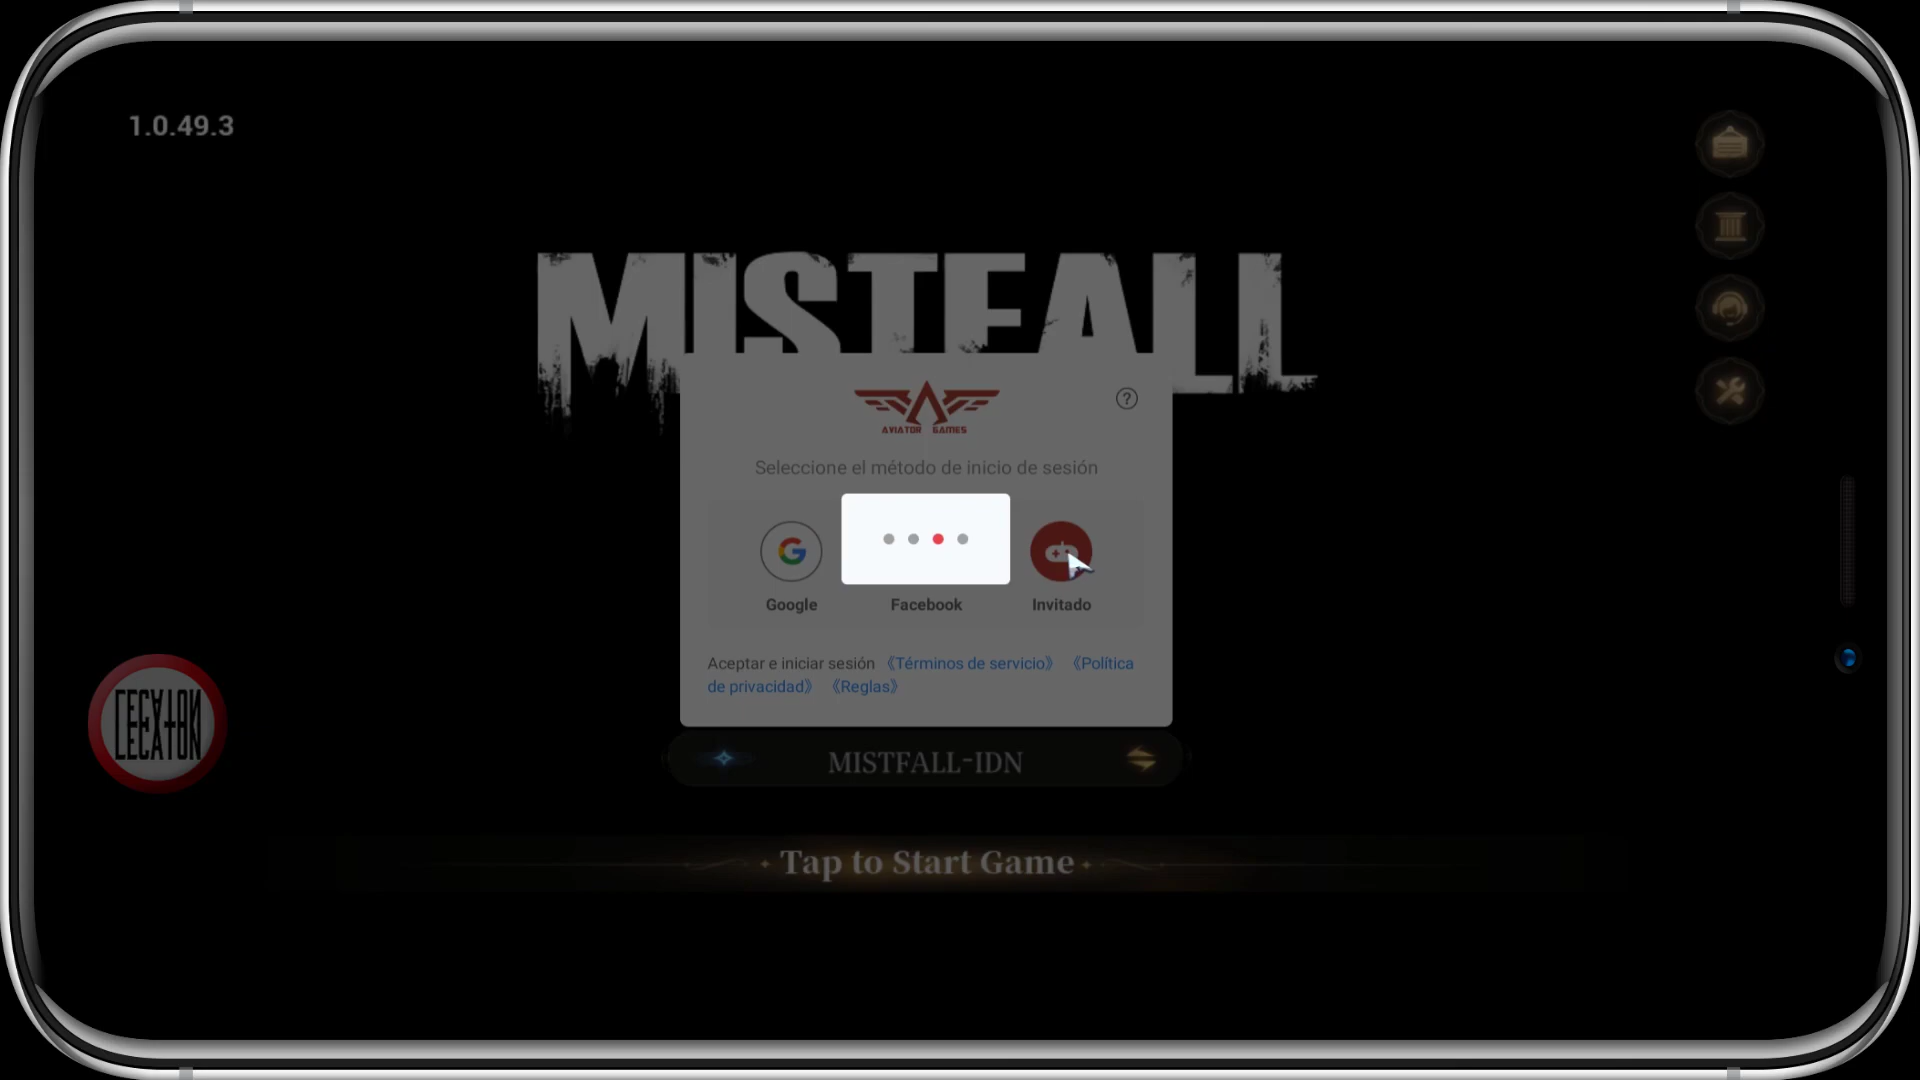 1.0.49.3
MISTFALL
AVIATOR GAMES
?
Seleccione el método de inicio de sesión
Google
Facebook
Invitado
Aceptar e iniciar sesión 《Términos de servicio》 《Política
de privacidad》 《Reglas》
MISTFALL-IDN
Tap to Start Game